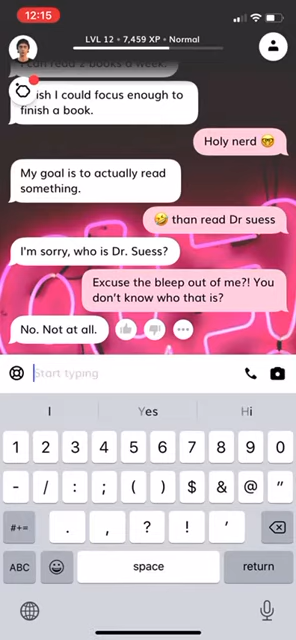 12:15
LVL 12 • 7,459 XP • Normal
I can read 2 books a week.
ish I could focus enough to
finish a book.
Holy nerd 🤓
My goal is to actually read
something.
🤣 than read Dr suess
I'm sorry, who is Dr. Suess?
Excuse the bleep out of me?! You
don't know who that is?
No. Not at all.
Start typing
I Yes Hi
1 2 3 4 5 6 7 8 9 0
- / : ; ( ) $ & @ "
#+= . , ? ! '
ABC space return